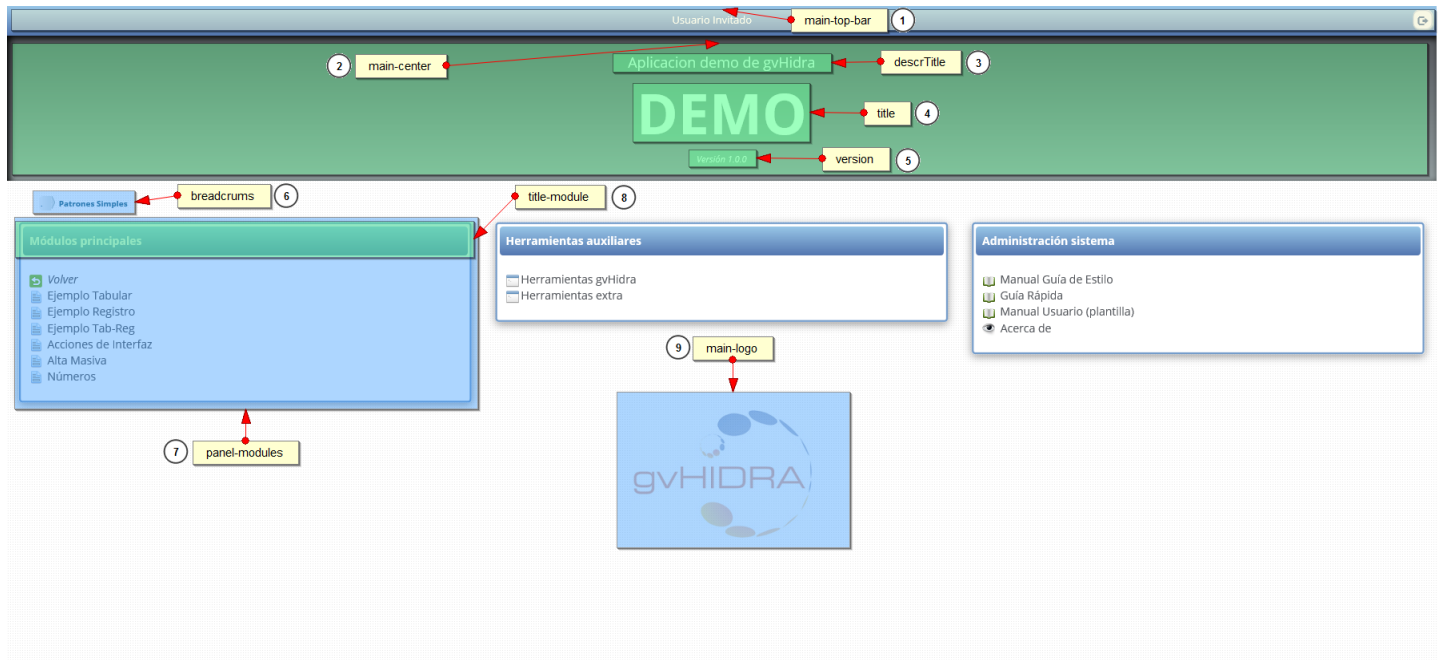 Usuario Invitado
main-top-bar
1
2
main-center
Aplicacion demo de gvHidra
descrTitle
3
DEMO
title
4
Versión 1.0.0
version
5
Patrones Simples
breadcrums
6
title-module
8
Módulos principales
Volver
Ejemplo Tabular
Ejemplo Registro
Ejemplo Tab-Reg
Acciones de Interfaz
Alta Masiva
Números
7
panel-modules
Herramientas auxiliares
Herramientas gvHidra
Herramientas extra
9
main-logo
gvHIDRA
Administración sistema
Manual Guía de Estilo
Guía Rápida
Manual Usuario (plantilla)
Acerca de